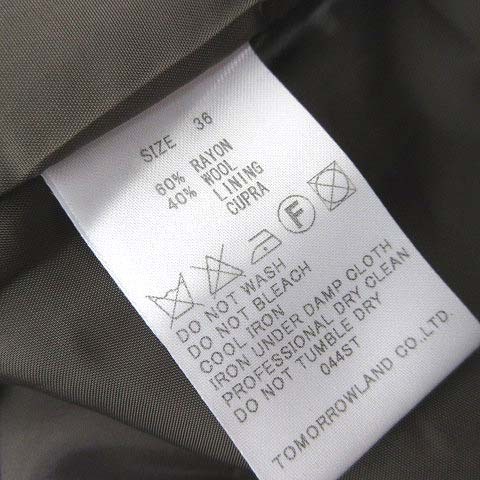 SIZE 36
60% RAYON
40% WOOL
LINING
CUPRA
F
DO NOT WASH
DO NOT BLEACH
COOL IRON
IRON UNDER DAMP CLOTH
PROFESSIONAL DRY CLEAN
DO NOT TUMBLE DRY
044ST
TOMORROWLAND CO.,LTD.